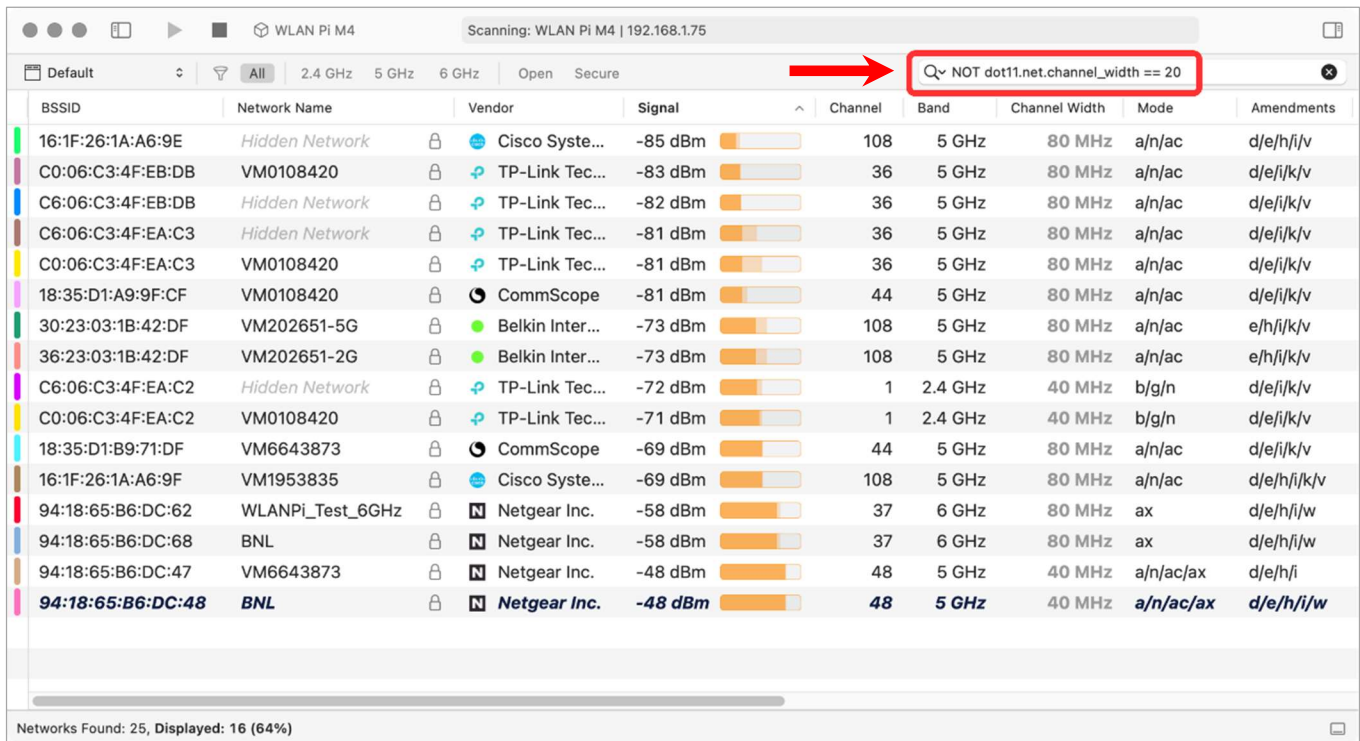 WLAN Pi M4 Scanning: WLAN Pi M4 | 192.168.1.75
Default All 2.4 GHz 5 GHz 6 GHz Open Secure NOT dot11.net.channel_width == 20
BSSID Network Name Vendor Signal Channel Band Channel Width Mode Amendments
16:1F:26:1A:A6:9E Hidden Network Cisco Syste... -85 dBm 108 5 GHz 80 MHz a/n/ac d/e/h/i/v
C0:06:C3:4F:EB:DB VM0108420 TP-Link Tec... -83 dBm 36 5 GHz 80 MHz a/n/ac d/e/i/k/v
C6:06:C3:4F:EB:DB Hidden Network TP-Link Tec... -82 dBm 36 5 GHz 80 MHz a/n/ac d/e/i/k/v
C6:06:C3:4F:EA:C3 Hidden Network TP-Link Tec... -81 dBm 36 5 GHz 80 MHz a/n/ac d/e/i/k/v
C0:06:C3:4F:EA:C3 VM0108420 TP-Link Tec... -81 dBm 36 5 GHz 80 MHz a/n/ac d/e/i/k/v
18:35:D1:A9:9F:CF VM0108420 CommScope -81 dBm 44 5 GHz 80 MHz a/n/ac d/e/i/k/v
30:23:03:1B:42:DF VM202651-5G Belkin Inter... -73 dBm 108 5 GHz 80 MHz a/n/ac e/h/i/k/v
36:23:03:1B:42:DF VM202651-2G Belkin Inter... -73 dBm 108 5 GHz 80 MHz a/n/ac e/h/i/k/v
C6:06:C3:4F:EA:C2 Hidden Network TP-Link Tec... -72 dBm 1 2.4 GHz 40 MHz b/g/n d/e/i/k/v
C0:06:C3:4F:EA:C2 VM0108420 TP-Link Tec... -71 dBm 1 2.4 GHz 40 MHz b/g/n d/e/i/k/v
18:35:D1:B9:71:DF VM6643873 CommScope -69 dBm 44 5 GHz 80 MHz a/n/ac d/e/i/k/v
16:1F:26:1A:A6:9F VM1953835 Cisco Syste... -69 dBm 108 5 GHz 80 MHz a/n/ac d/e/h/i/k/v
94:18:65:B6:DC:62 WLANPi_Test_6GHz Netgear Inc. -58 dBm 37 6 GHz 80 MHz ax d/e/h/i/w
94:18:65:B6:DC:68 BNL Netgear Inc. -58 dBm 37 6 GHz 80 MHz ax d/e/h/i/w
94:18:65:B6:DC:47 VM6643873 Netgear Inc. -48 dBm 48 5 GHz 40 MHz a/n/ac/ax d/e/h/i
94:18:65:B6:DC:48 BNL Netgear Inc. -48 dBm 48 5 GHz 40 MHz a/n/ac/ax d/e/h/i/w
Networks Found: 25, Displayed: 16 (64%)